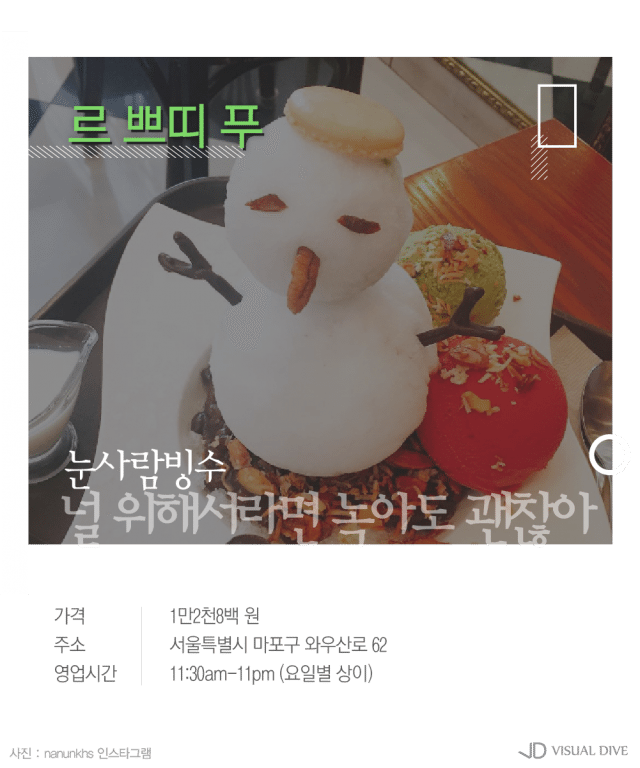 르 쁘띠 푸
눈사람빙수
널 위해서라면 녹아도 괜찮아
가격 1만2천8백 원
주소 서울특별시 마포구 와우산로 62
영업시간 11:30am-11pm (요일별 상이)
사진 : nanunkhs 인스타그램
VISUAL DIVE